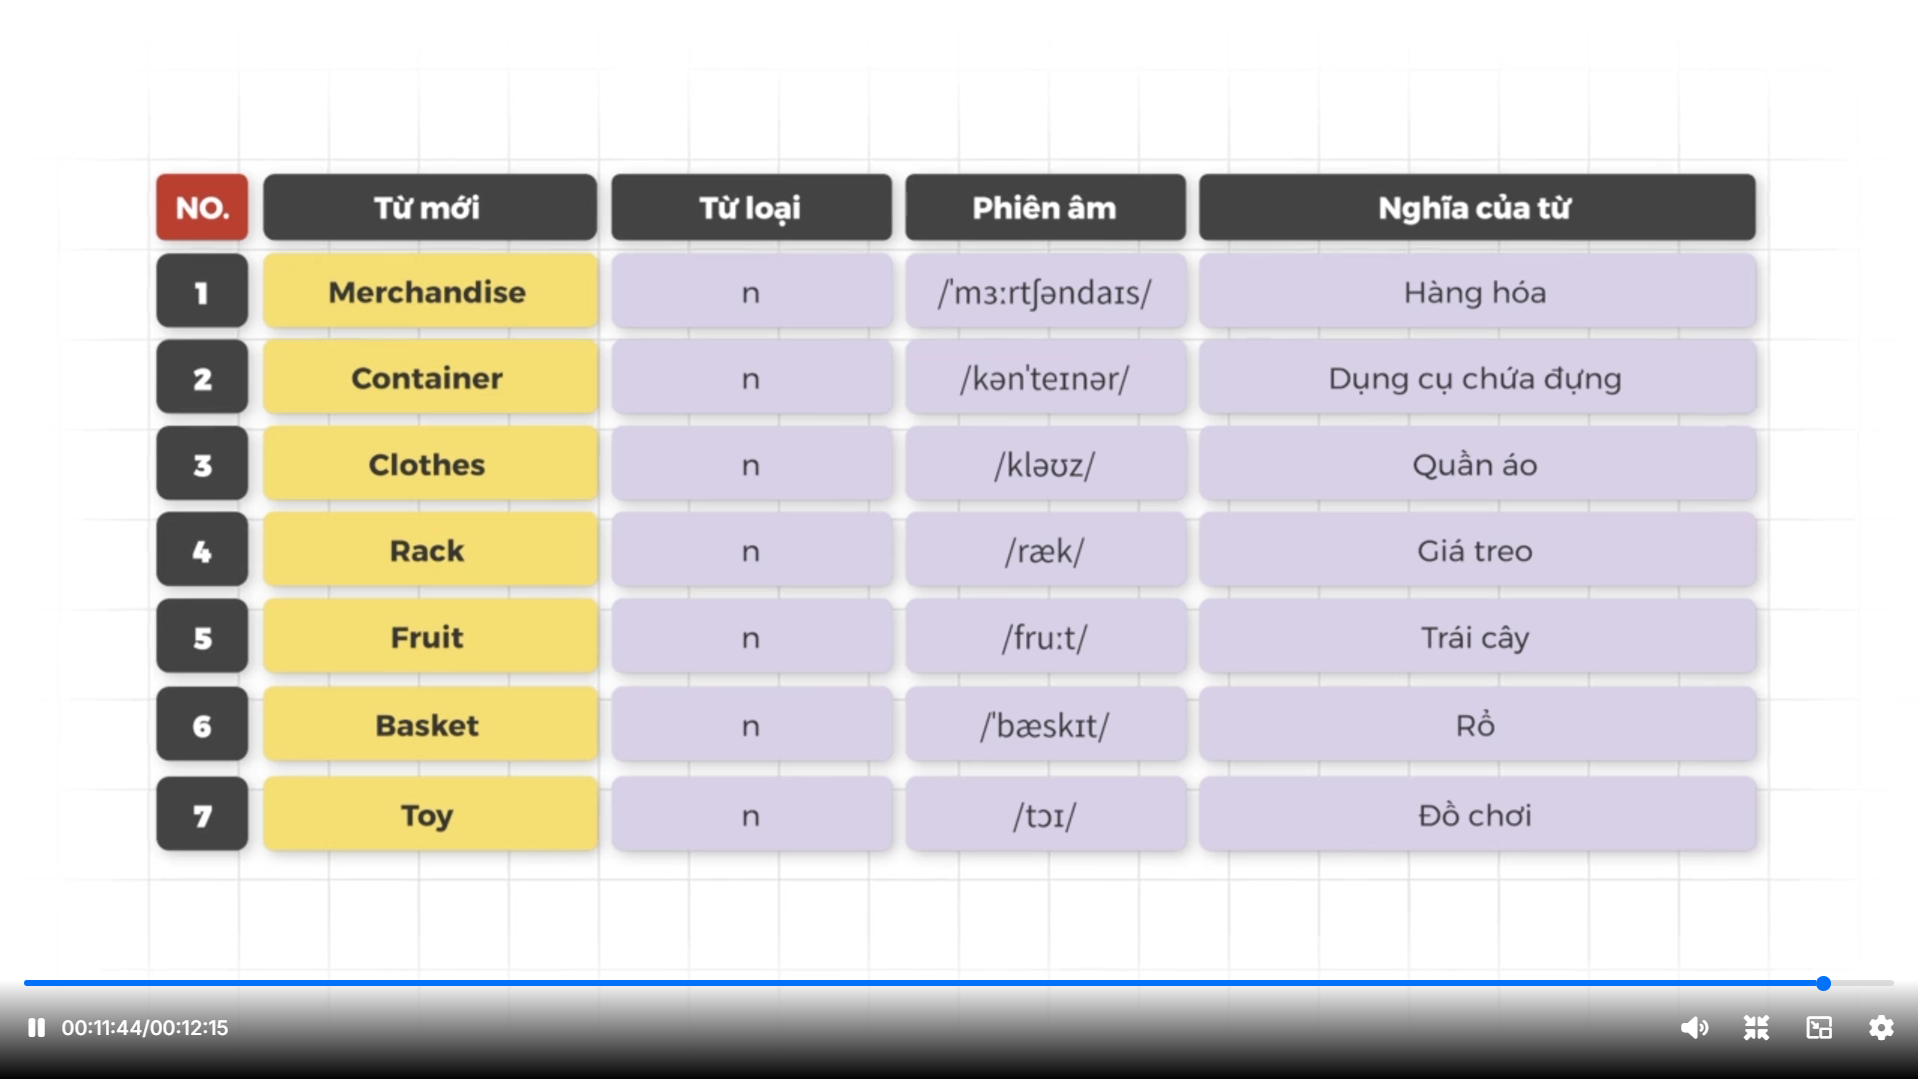 NO. Từ mới Từ loại Phiên âm Nghĩa của từ
1 Merchandise n /ˈmɜːrtʃəndaɪs/ Hàng hóa
2 Container n /kənˈteɪnər/ Dụng cụ chứa đựng
3 Clothes n /kləʊz/ Quần áo
4 Rack n /ræk/ Giá treo
5 Fruit n /fruːt/ Trái cây
6 Basket n /ˈbæskɪt/ Rổ
7 Toy n /tɔɪ/ Đồ chơi
00:11:44/00:12:15